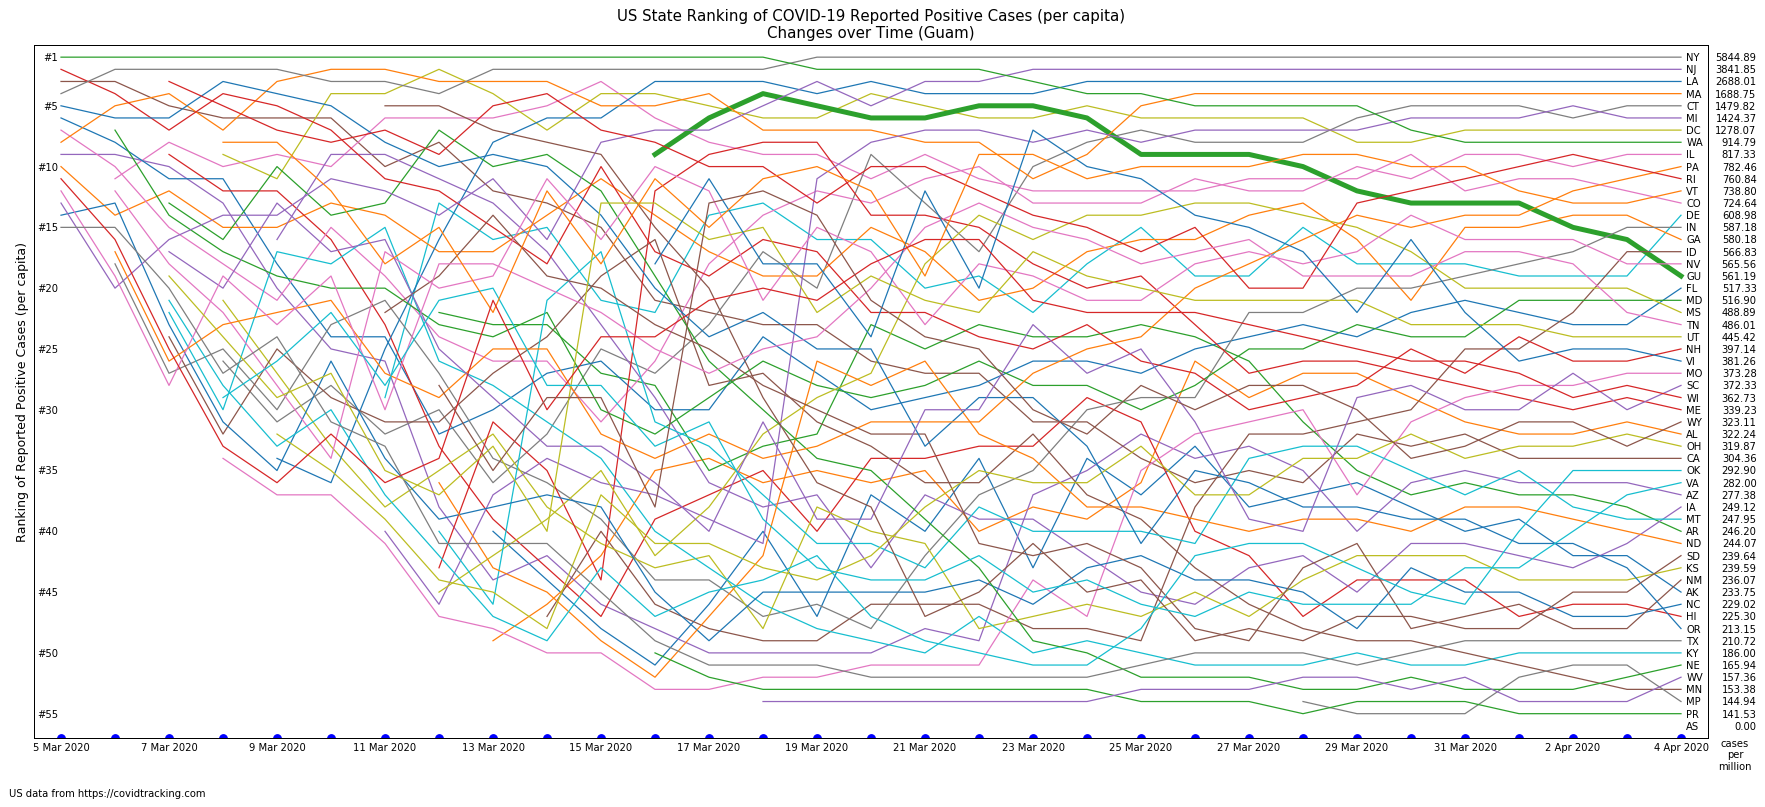 US State Ranking of COVID-19 Reported Positive Cases (per capita)
Changes over Time (Guam)
Ranking of Reported Positive Cases (per capita)
#1
#5
#10
#15
#20
#25
#30
#35
#40
#45
#50
#55
NY 5844.89
NJ 3841.85
LA 2688.01
MA 1688.75
CT 1479.82
MI 1424.37
DC 1278.07
WA 914.79
IL 817.33
PA 782.46
RI 760.84
VT 738.80
CO 724.64
DE 608.98
IN 587.18
GA 580.18
ID 566.83
NV 565.56
GU 561.19
FL 517.33
MD 516.90
MS 488.89
TN 486.01
UT 445.42
NH 397.14
VI 381.26
MO 373.28
SC 372.33
WI 362.73
ME 339.23
WY 323.11
AL 322.24
OH 319.87
CA 304.36
OK 292.90
VA 282.00
AZ 277.38
IA 249.12
MT 247.95
AR 246.20
ND 244.07
SD 239.64
KS 239.59
NM 236.07
AK 233.75
NC 229.02
HI 225.30
OR 213.15
TX 210.72
KY 186.00
NE 165.94
WV 157.36
MN 153.38
MP 144.94
PR 141.53
AS 0.00
5 Mar 2020 7 Mar 2020 9 Mar 2020 11 Mar 2020 13 Mar 2020 15 Mar 2020 17 Mar 2020 19 Mar 2020 21 Mar 2020 23 Mar 2020 25 Mar 2020 27 Mar 2020 29 Mar 2020 31 Mar 2020 2 Apr 2020 4 Apr 2020
cases
per
million
US data from https://covidtracking.com